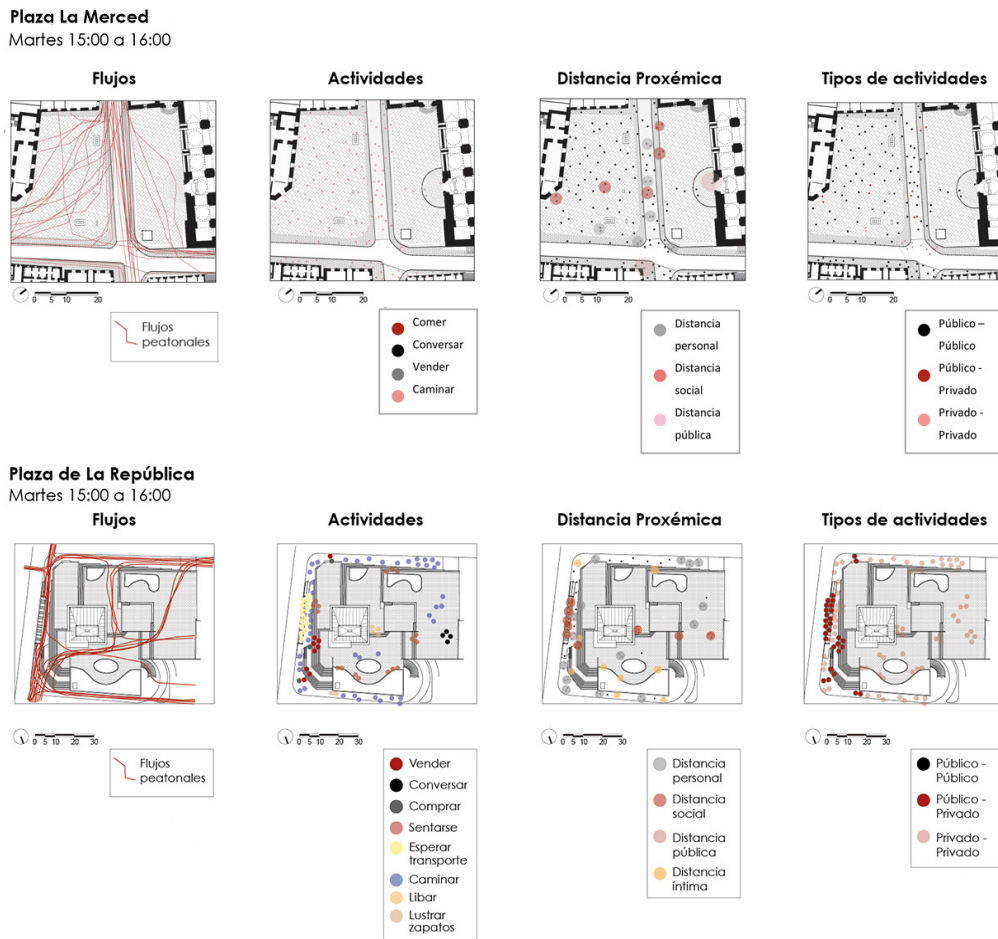 Plaza La Merced
Martes 15:00 a 16:00
Flujos
Actividades
Distancia Proxémica
Tipos de actividades
0 5 10 20
0 5 10 20
0 5 10 20
0 5 10 20
Flujos
peatonales
Comer
Conversar
Vender
Caminar
Distancia
personal
Distancia
social
Distancia
pública
Público –
Público
Público -
Privado
Privado -
Privado
Plaza de La República
Martes 15:00 a 16:00
Flujos
Actividades
Distancia Proxémica
Tipos de actividades
0 5 10 20 30
0 5 10 20 30
0 5 10 20 30
0 5 10 20 30
Flujos
peatonales
Vender
Conversar
Comprar
Sentarse
Esperar
transporte
Caminar
Libar
Lustrar
zapatos
Distancia
personal
Distancia
social
Distancia
pública
Distancia
íntima
Público -
Público
Público -
Privado
Privado -
Privado